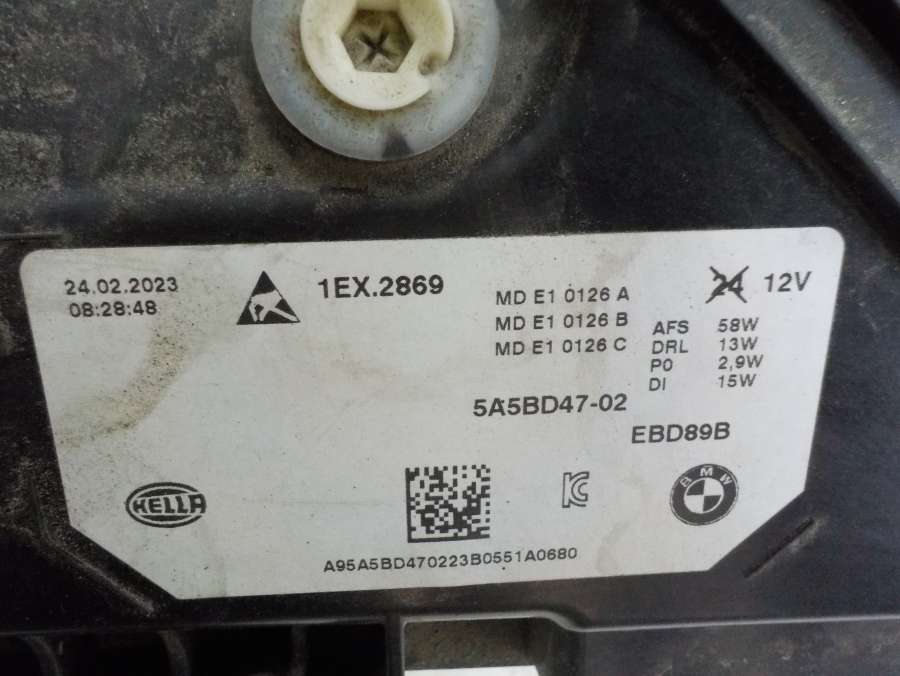 24.02.2023
08:28:48
1EX.2869
MD E1 0126 A
MD E1 0126 B
MD E1 0126 C
24 12V
AFS 58W
DRL 13W
P0 2,9W
DI 15W
5A5BD47-02
EBD89B
HELLA
KC
BMW
A95A5BD470223B0551A0680